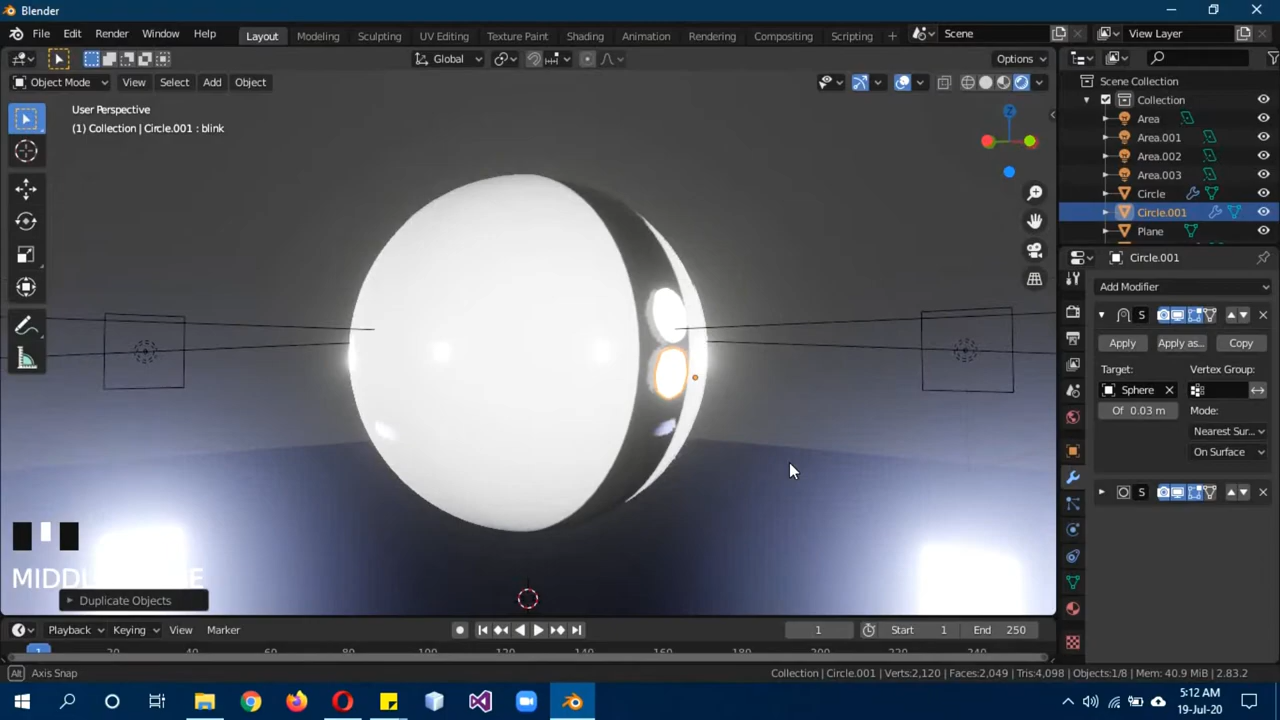 Blender
File Edit Render Window Help Layout Modeling Sculpting UV Editing Texture Paint Shading Animation Rendering Compositing Scripting + Scene View Layer
Global Options
Object Mode View Select Add Object
User Perspective
(1) Collection | Circle.001 : blink
Z
Scene Collection
Collection
Area
Area.001
Area.002
Area.003
Circle
Circle.001
Plane
Circle.001
Add Modifier
S
Apply Apply as... Copy
Target: Vertex Group:
Sphere
Of 0.03 m Mode:
Nearest Sur...
On Surface
S
Duplicate Objects
Playback Keying View Marker 1 Start 1 End 250
1 20 40 60 80 100 120 140 160 180 200 220 240
Alt Axis Snap Collection | Circle.001 | Verts:2,120 | Faces:2,049 | Tris:4,098 | Objects:1/8 | Mem: 40.9 MiB | 2.83.2
5:12 AM
19-Jul-20